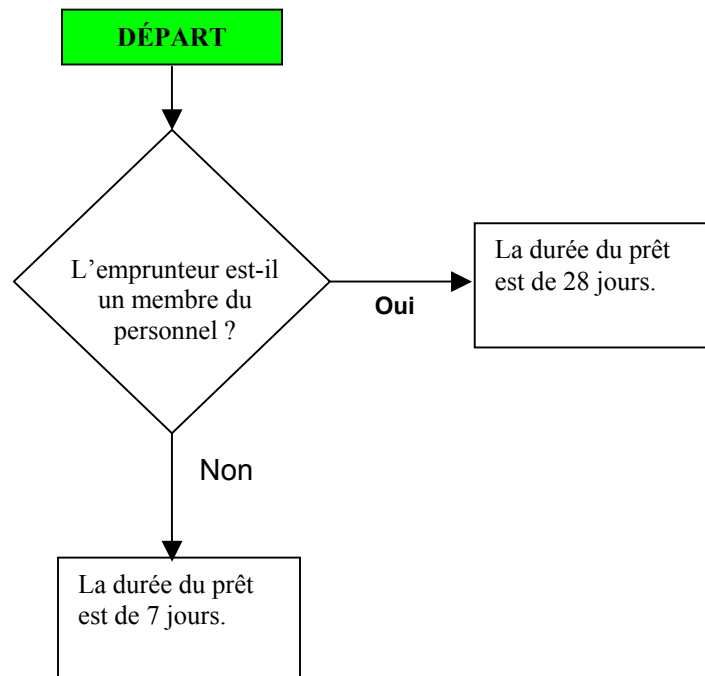 DÉPART
L’emprunteur est-il
un membre du
personnel ?
Oui
La durée du prêt
est de 28 jours.
Non
La durée du prêt
est de 7 jours.